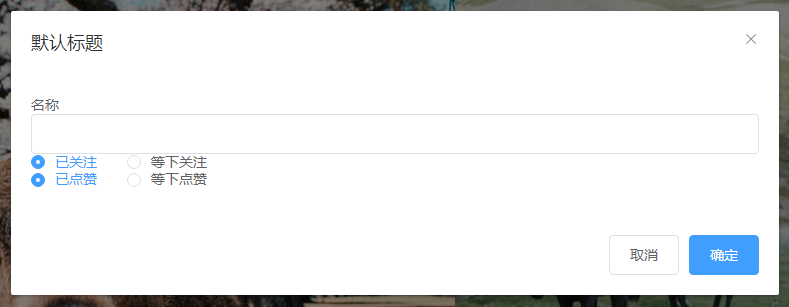 默认标题
名称
已关注 等下关注
已点赞 等下点赞
取消 确定